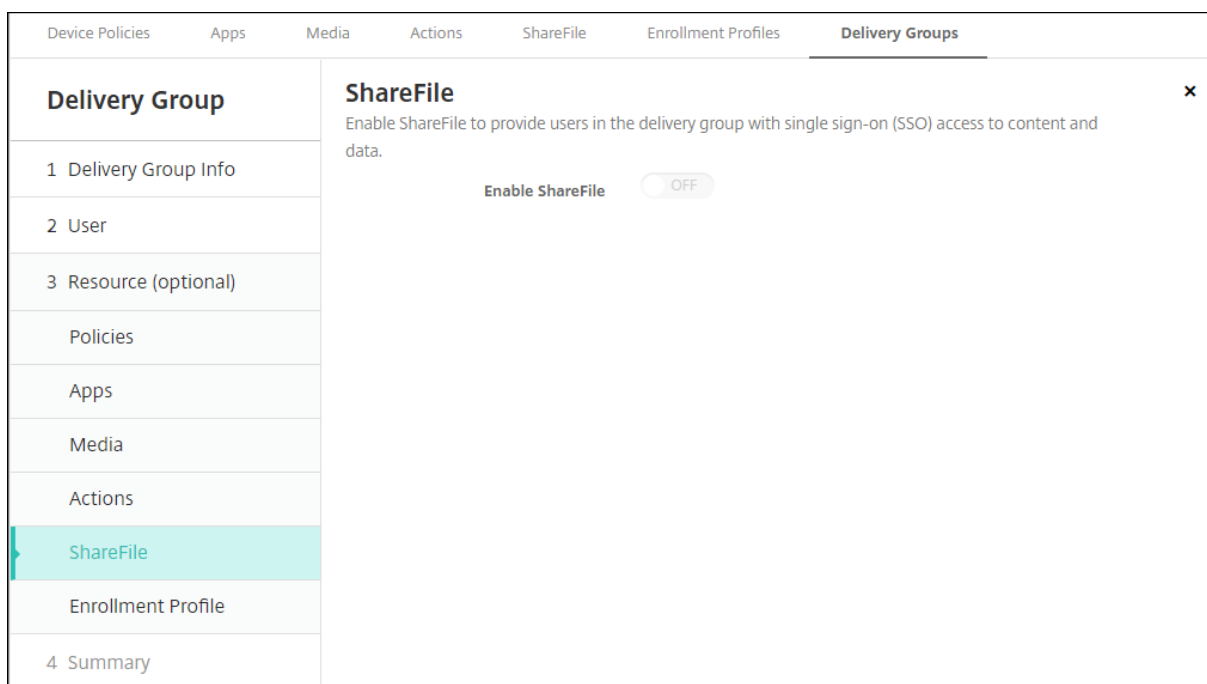 Device Policies Apps Media Actions ShareFile Enrollment Profiles Delivery Groups
Delivery Group
1 Delivery Group Info
2 User
3 Resource (optional)
Policies
Apps
Media
Actions
ShareFile
Enrollment Profile
4 Summary
ShareFile
Enable ShareFile to provide users in the delivery group with single sign-on (SSO) access to content and
data.
Enable ShareFile OFF